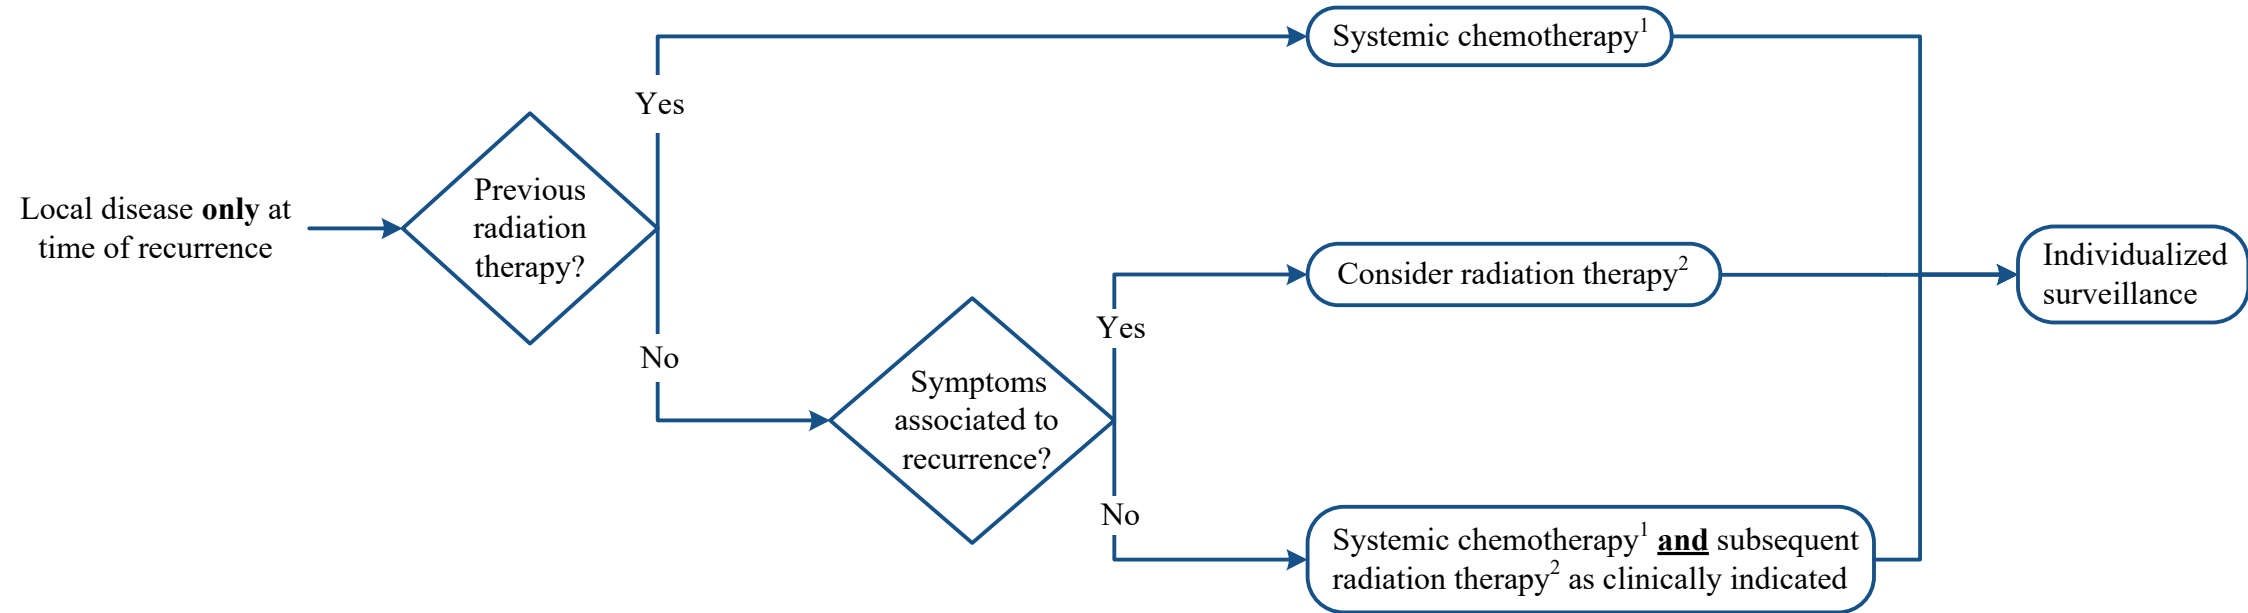 Systemic chemotherapy¹
Yes
Previous
radiation
therapy?
Local disease only at
time of recurrence
Individualized
surveillance
Consider radiation therapy²
Yes
No
Symptoms
associated to
recurrence?
No
Systemic chemotherapy¹ and subsequent
radiation therapy² as clinically indicated